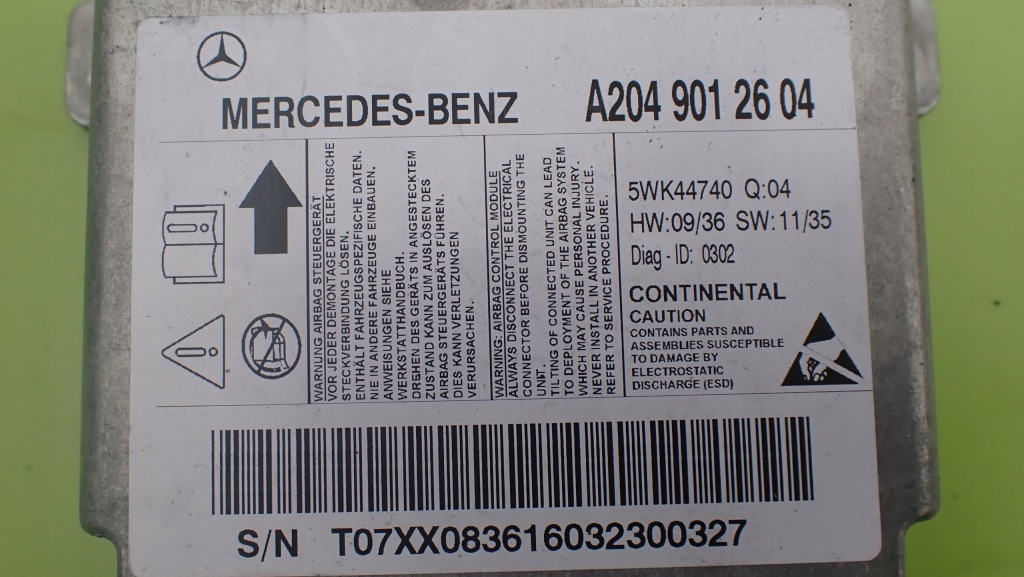 MERCEDES-BENZ
A204 901 26 04
WARNUNG AIRBAG STEUERGERÄT
VOR JEDER DEMONTAGE DIE ELEKTRISCHE
STECKVERBINDUNG LÖSEN.
ENTHÄLT FAHRZEUGSPEZIFISCHE DATEN.
NIE IN ANDERE FAHRZEUGE EINBAUEN.
ANWEISUNGEN SIEHE
WERKSTATTHANDBUCH.
DREHEN DES GERÄTS IN ANGESTECKTEM
ZUSTAND KANN ZUM AUSLÖSEN DES
AIRBAG STEUERGERÄTS FÜHREN.
DIES KANN VERLETZUNGEN
VERURSACHEN.
WARNING: AIRBAG CONTROL MODULE
ALWAYS DISCONNECT THE ELECTRICAL
CONNECTOR BEFORE DISMOUNTING THE
UNIT.
TILTING OF CONNECTED UNIT CAN LEAD
TO DEPLOYMENT OF THE AIRBAG SYSTEM
WHICH MAY CAUSE PERSONAL INJURY.
NEVER INSTALL IN ANOTHER VEHICLE.
REFER TO SERVICE PROCEDURE.
5WK44740 Q:04
HW:09/36 SW:11/35
Diag - ID: 0302
CONTINENTAL
CAUTION
CONTAINS PARTS AND
ASSEMBLIES SUSCEPTIBLE
TO DAMAGE BY
ELECTROSTATIC
DISCHARGE (ESD)
S/N T07XX083616032300327